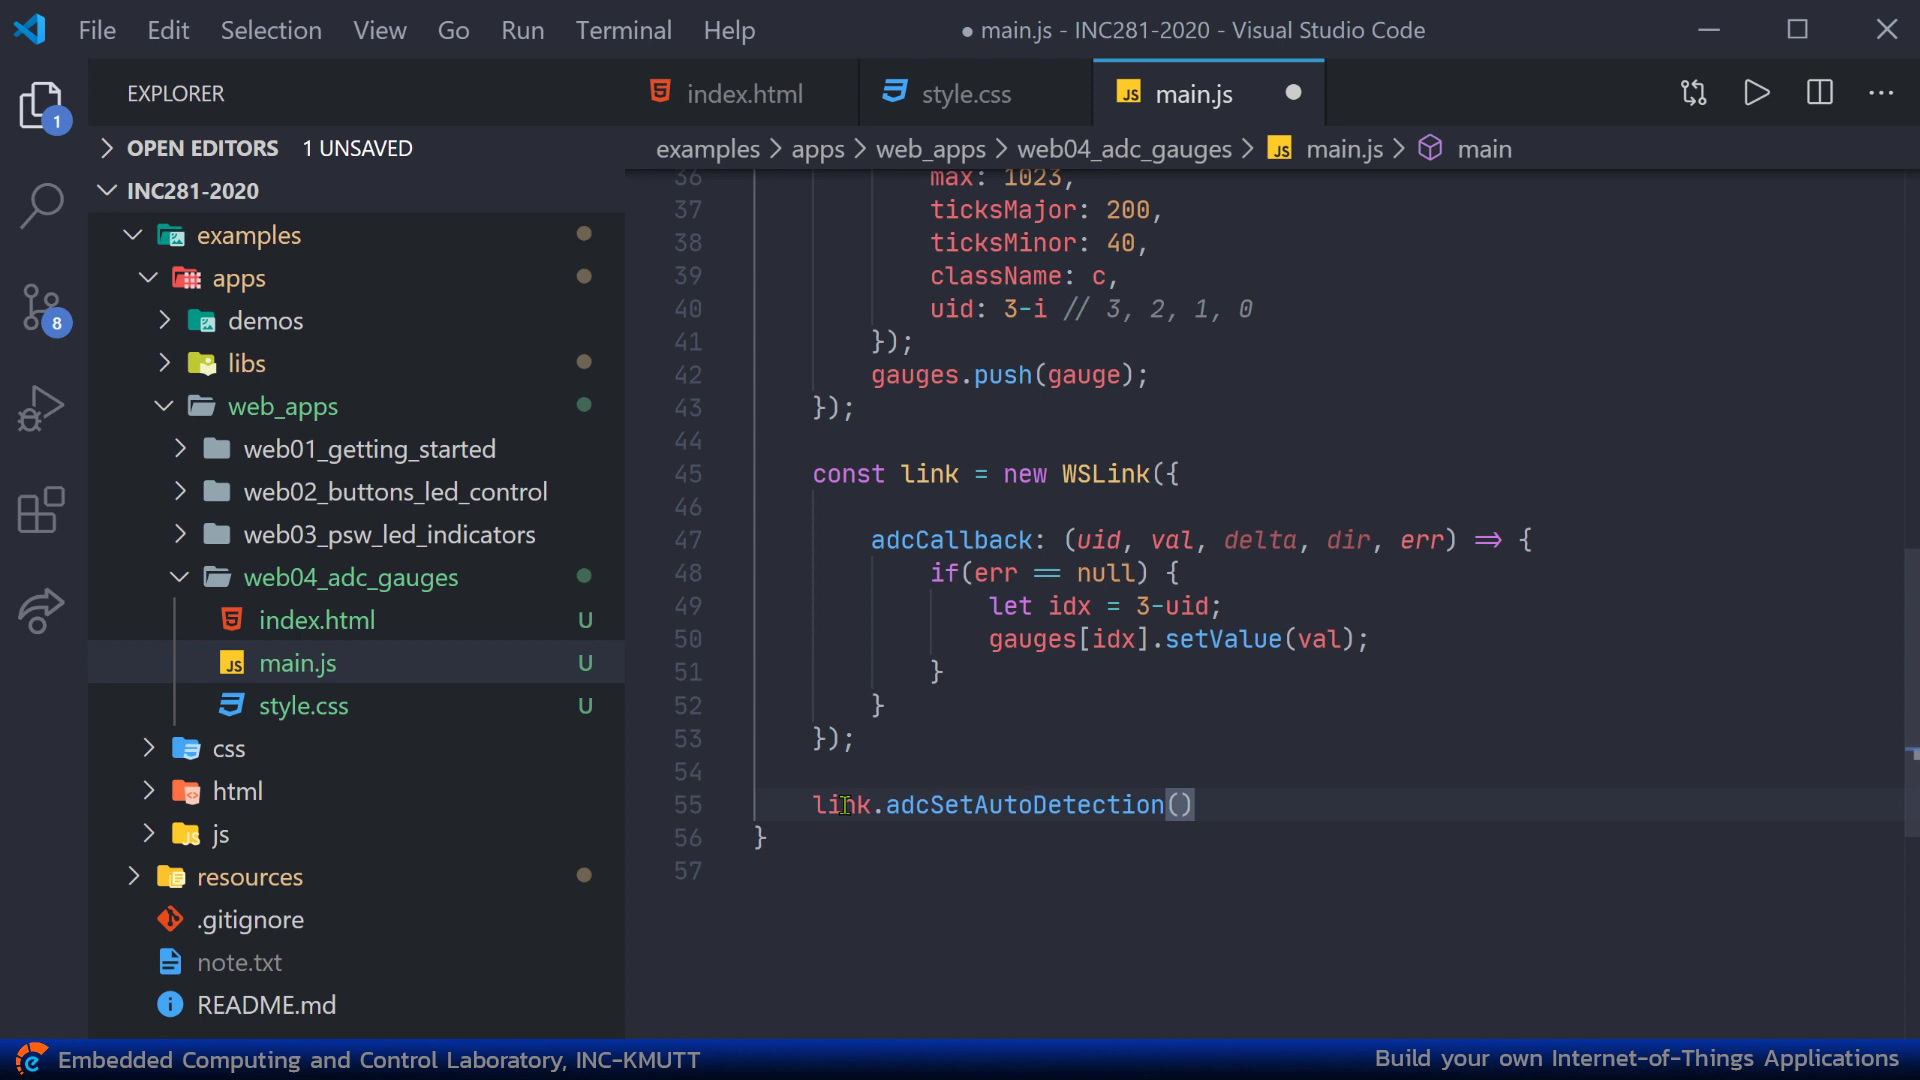 File Edit Selection View Go Run Terminal Help
● main.js - INC281-2020 - Visual Studio Code
EXPLORER
1
OPEN EDITORS 1 UNSAVED
INC281-2020
examples
apps
demos
libs
web_apps
web01_getting_started
web02_buttons_led_control
web03_psw_led_indicators
web04_adc_gauges
index.html U
JS main.js U
style.css U
css
html
js
resources
.gitignore
note.txt
README.md
8
index.html
style.css
JS main.js
examples > apps > web_apps > web04_adc_gauges > JS main.js > main
36 max: 1023,
37 ticksMajor: 200,
38 ticksMinor: 40,
39 className: c,
40 uid: 3-i // 3, 2, 1, 0
41 });
42 gauges.push(gauge);
43 });
44
45 const link = new WSLink({
46
47 adcCallback: (uid, val, delta, dir, err) => {
48 if(err == null) {
49 let idx = 3-uid;
50 gauges[idx].setValue(val);
51 }
52 }
53 });
54
55 link.adcSetAutoDetection()
56 }
57
Embedded Computing and Control Laboratory, INC-KMUTT
Build your own Internet-of-Things Applications